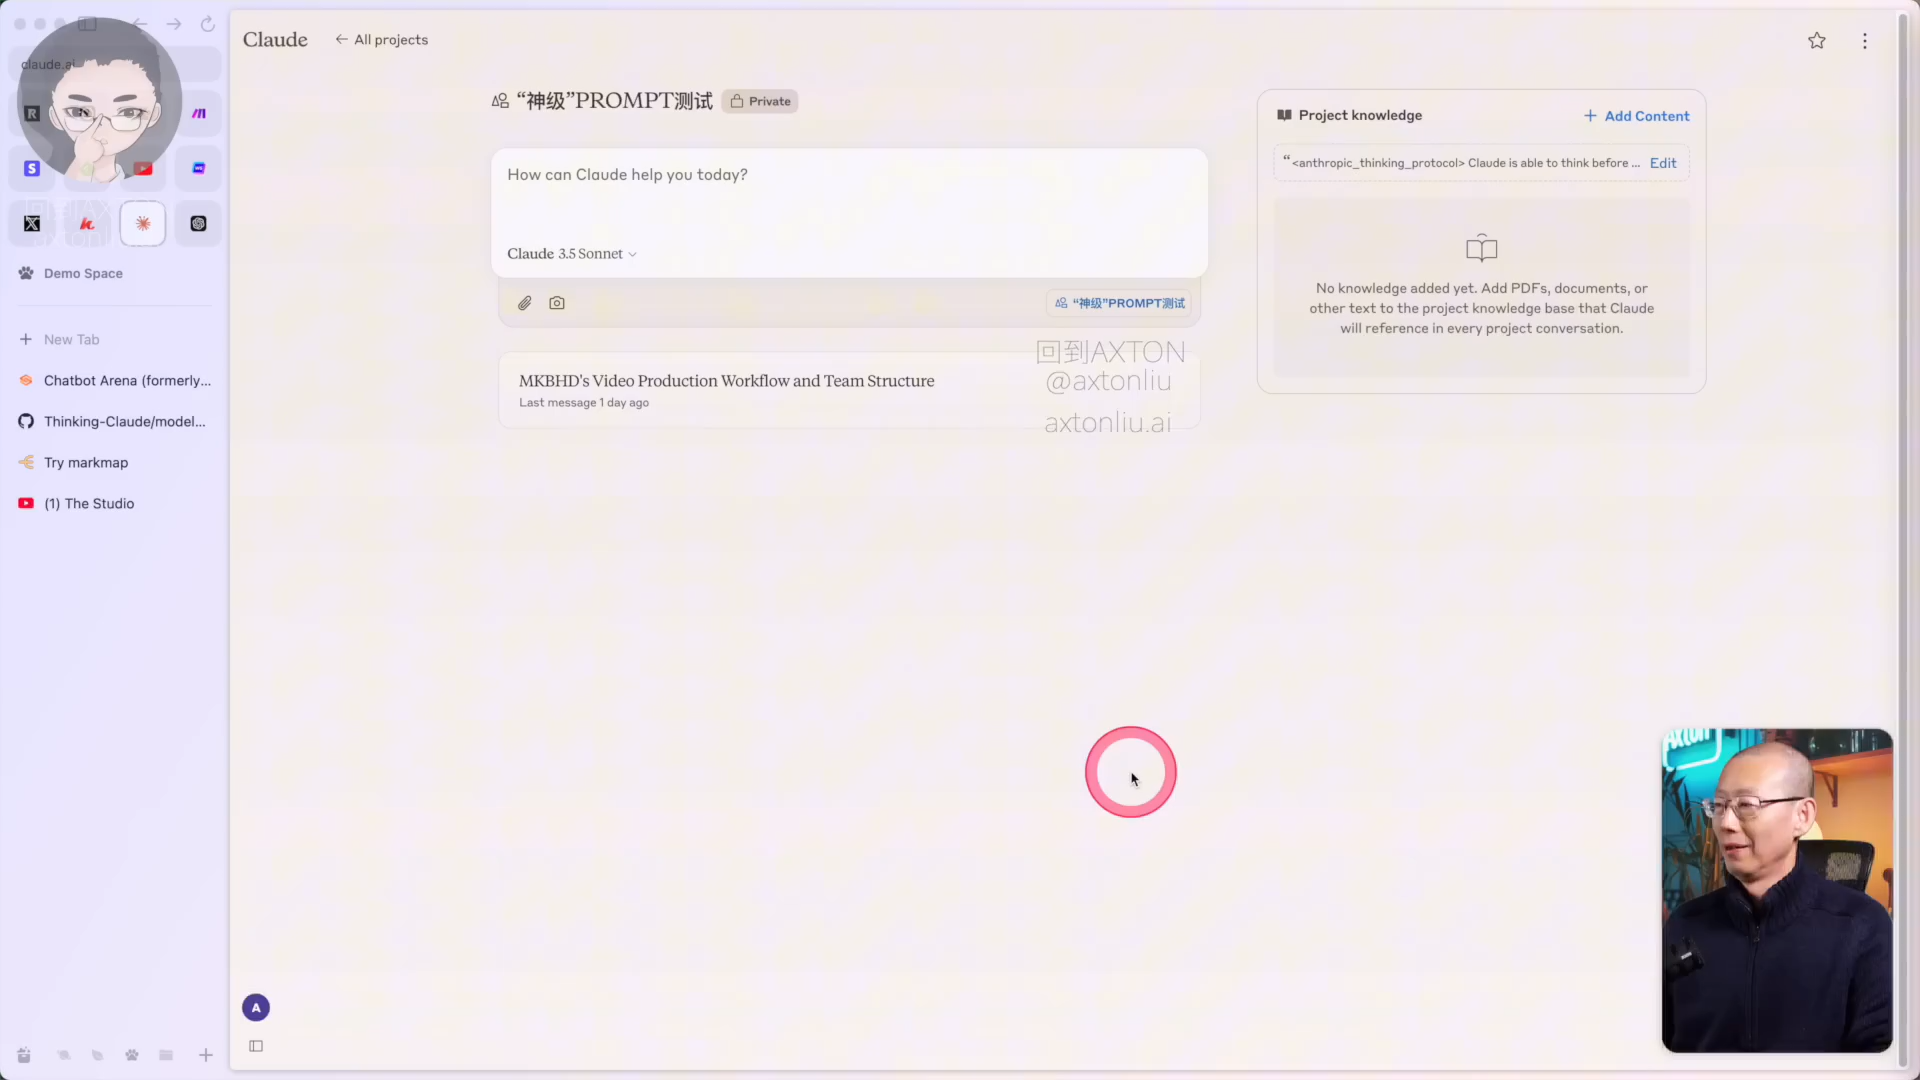 Claude
← All projects
claude.ai
"神级"PROMPT测试
Private
How can Claude help you today?
Claude 3.5 Sonnet
"神级"PROMPT测试
回到AXTON
@axtonliu
axtonliu.ai
MKBHD's Video Production Workflow and Team Structure
Last message 1 day ago
Project knowledge
+ Add Content
“<anthropic_thinking_protocol> Claude is able to think before ...
Edit
No knowledge added yet. Add PDFs, documents, or
other text to the project knowledge base that Claude
will reference in every project conversation.
Demo Space
+ New Tab
Chatbot Arena (formerly...
Thinking-Claude/model...
Try markmap
(1) The Studio
A
AXTON